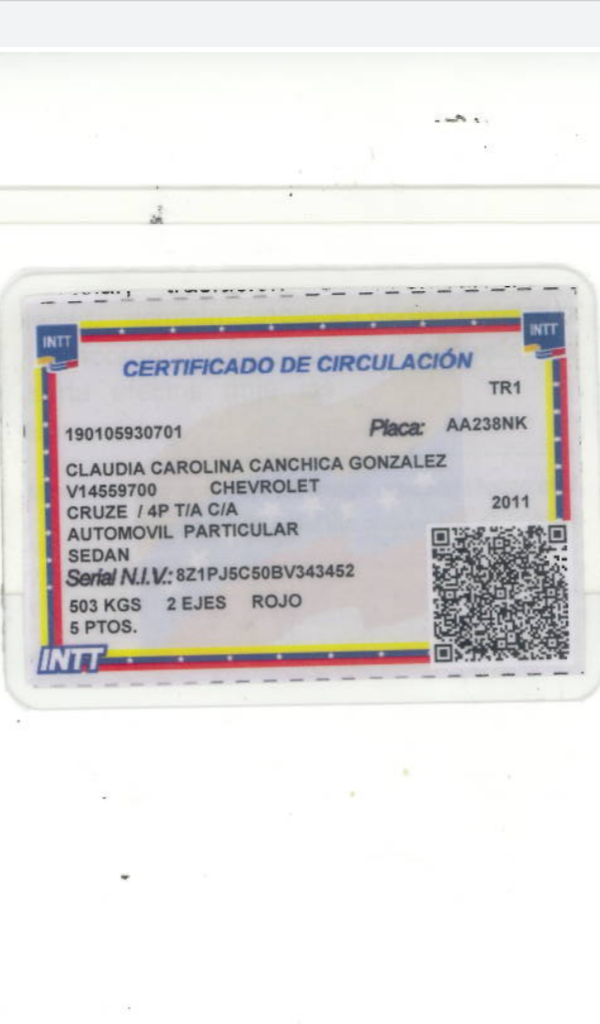 INTT
INTT
CERTIFICADO DE CIRCULACIÓN
TR1
190105930701 Placa: AA238NK
CLAUDIA CAROLINA CANCHICA GONZALEZ
V14559700 CHEVROLET
CRUZE / 4P T/A C/A 2011
AUTOMOVIL PARTICULAR
SEDAN
Serial N.I.V.: 8Z1PJ5C50BV343452
503 KGS 2 EJES ROJO
5 PTOS.
INTT